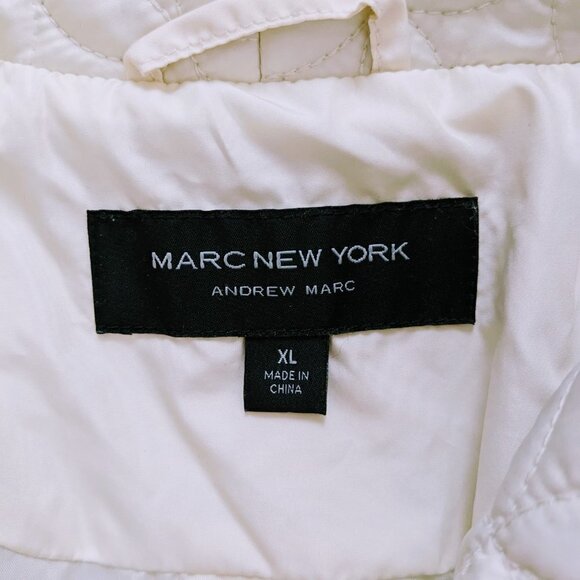 MARC NEW YORK
ANDREW MARC
XL
MADE IN
CHINA